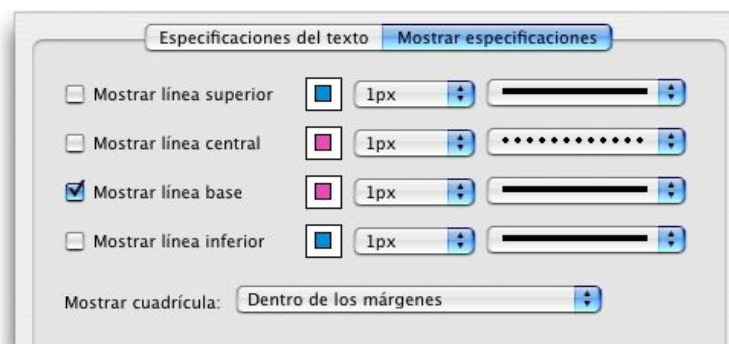 Especificaciones del texto Mostrar especificaciones
Mostrar línea superior 1px
Mostrar línea central 1px
Mostrar línea base 1px
Mostrar línea inferior 1px
Mostrar cuadrícula: Dentro de los márgenes